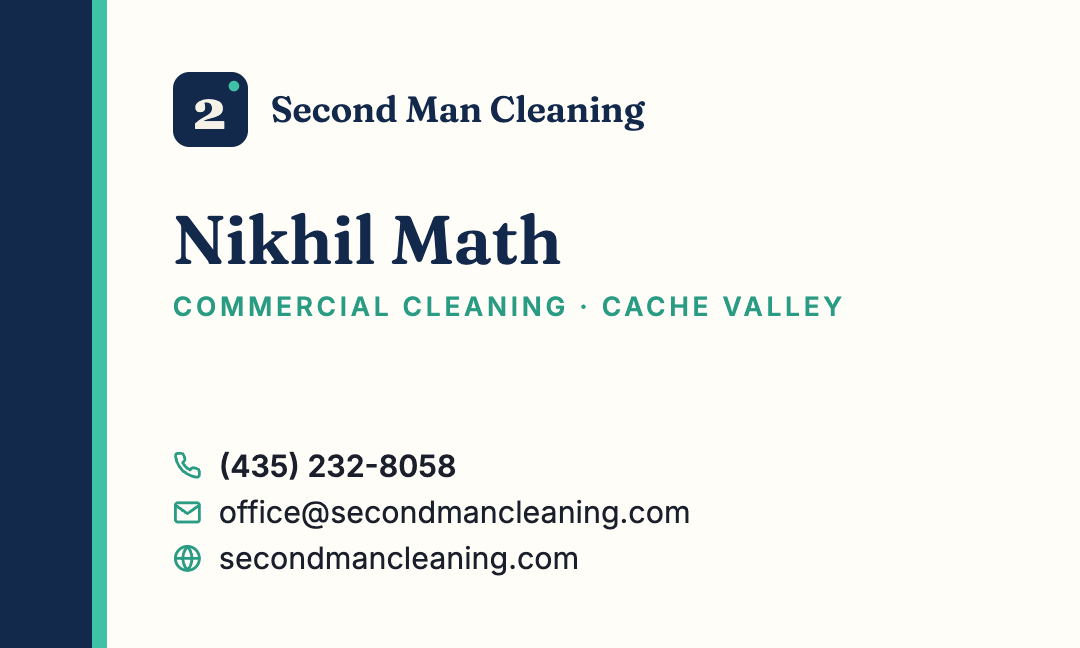 2 Second Man Cleaning
Nikhil Math
COMMERCIAL CLEANING · CACHE VALLEY
(435) 232-8058
office@secondmancleaning.com
secondmancleaning.com